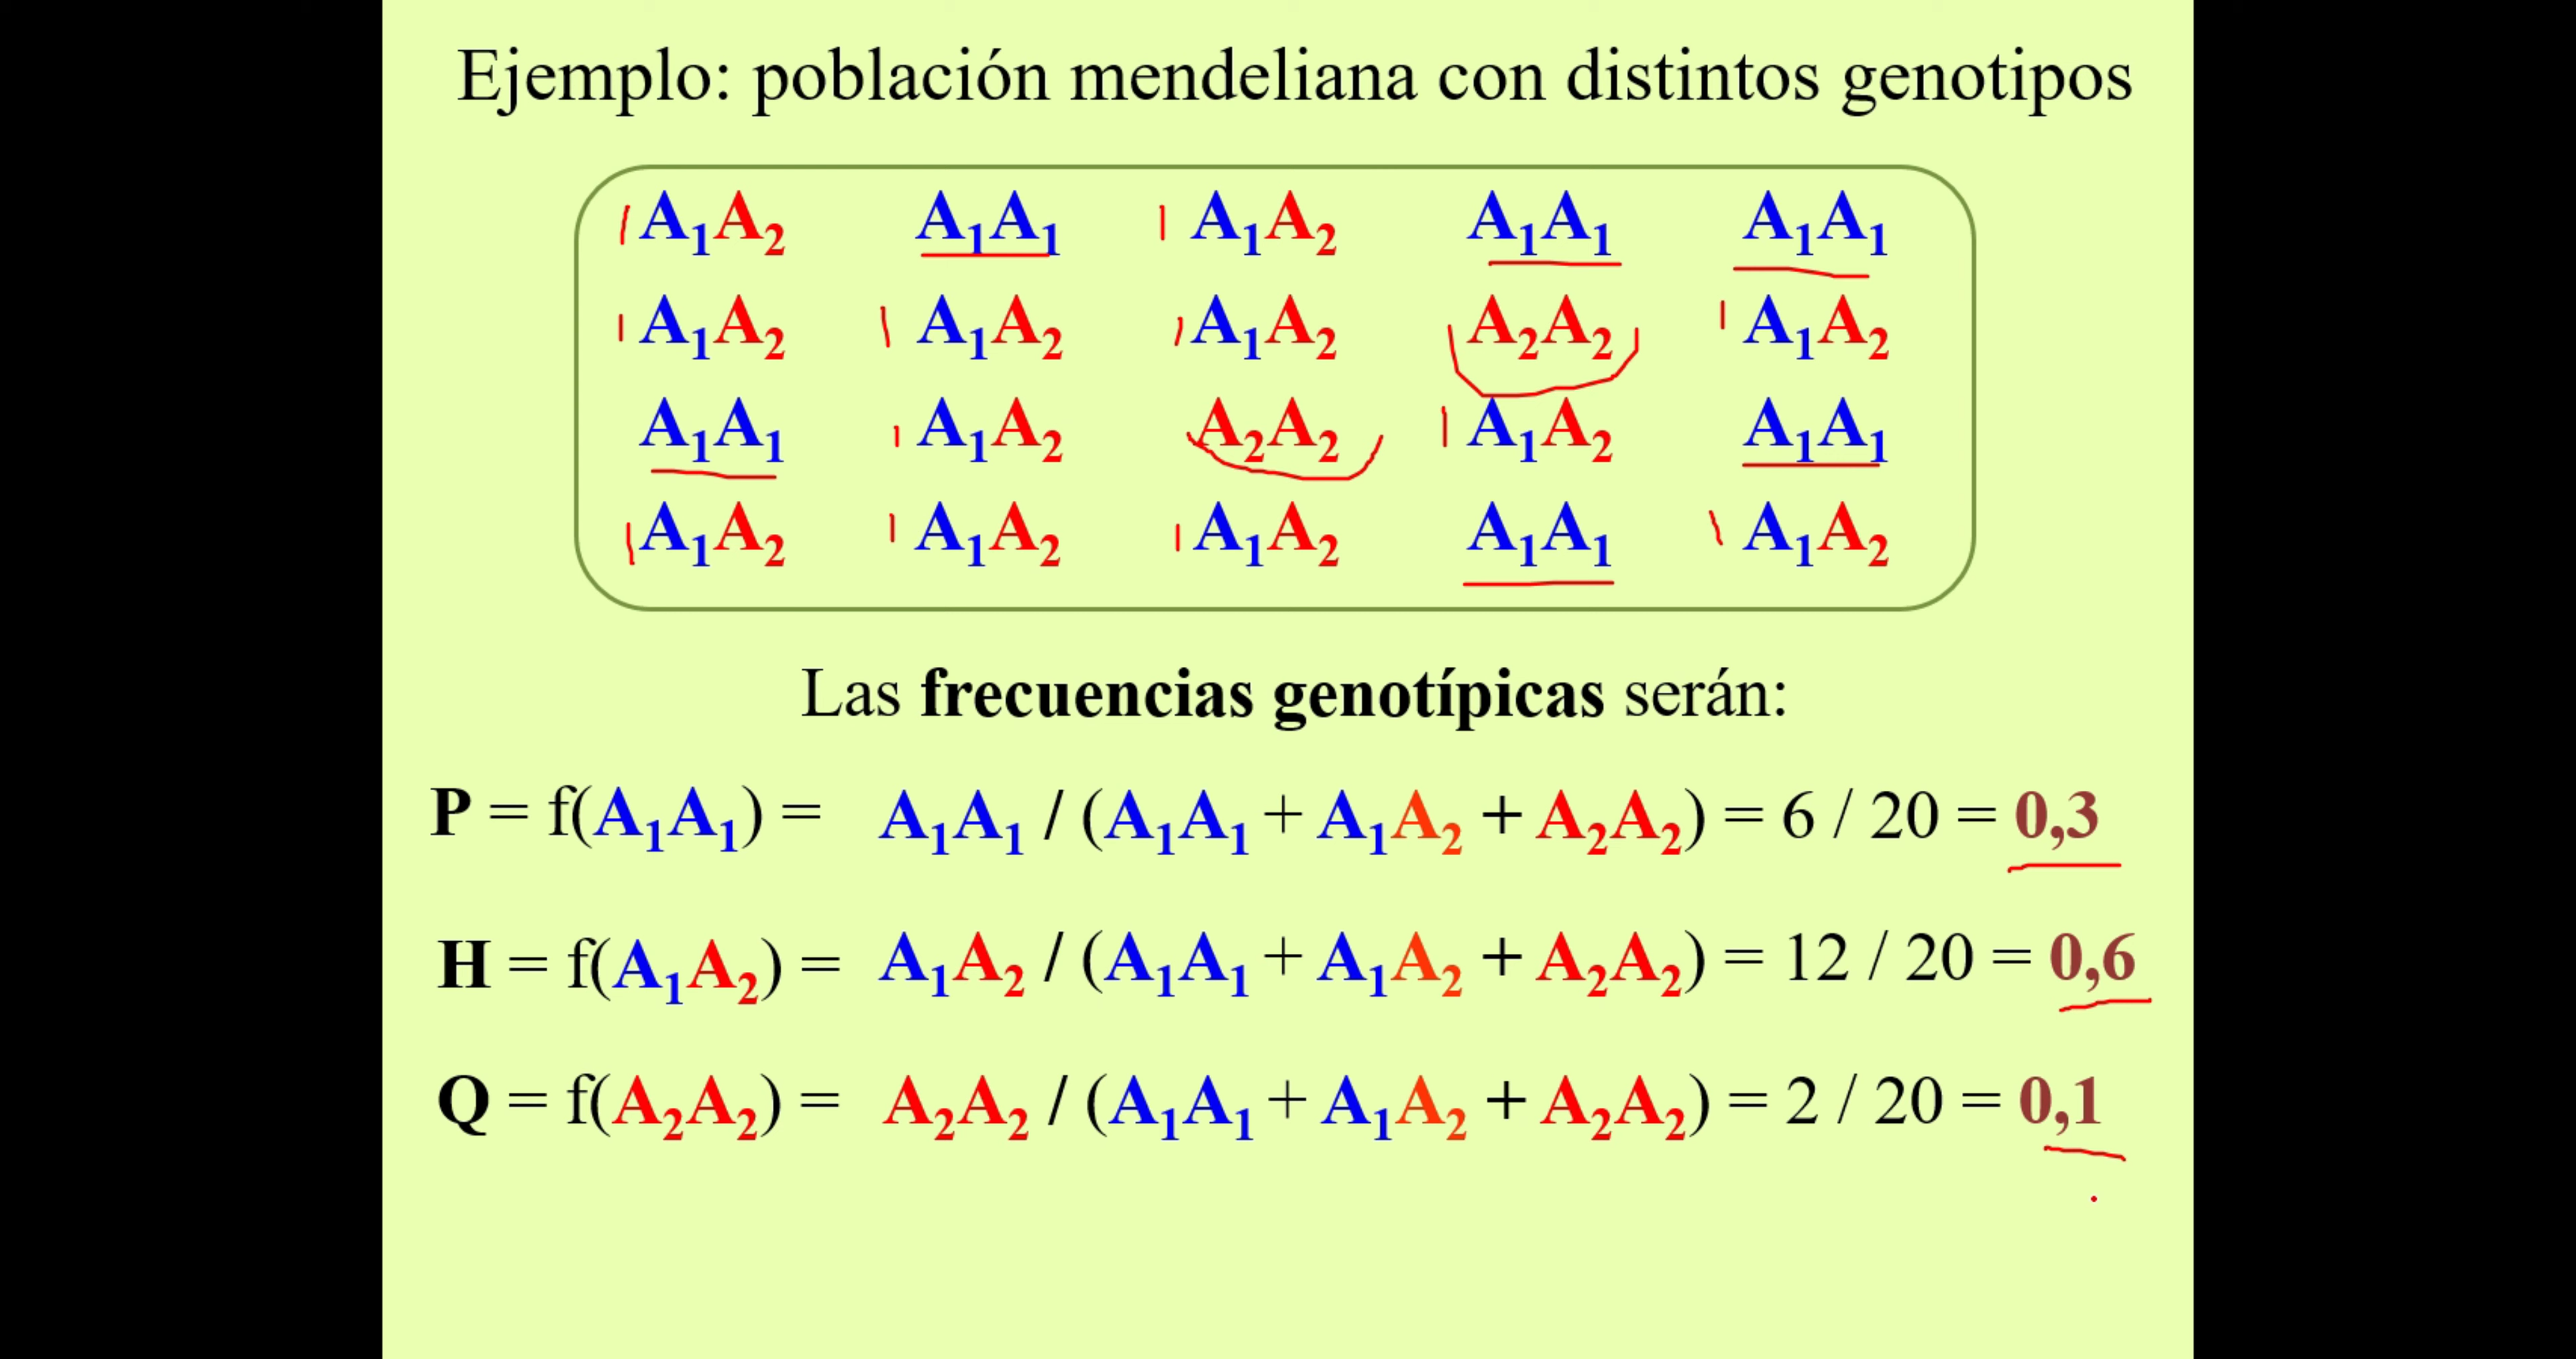 Ejemplo: población mendeliana con distintos genotipos
A₁A₂ A₁A₁ A₁A₂ A₁A₁ A₁A₁
A₁A₂ A₁A₂ A₁A₂ A₂A₂ A₁A₂
A₁A₁ A₁A₂ A₂A₂ A₁A₂ A₁A₁
A₁A₂ A₁A₂ A₁A₂ A₁A₁ A₁A₂
Las frecuencias genotípicas serán:
P = f(A₁A₁) = A₁A₁ / (A₁A₁ + A₁A₂ + A₂A₂) = 6 / 20 = 0,3
H = f(A₁A₂) = A₁A₂ / (A₁A₁ + A₁A₂ + A₂A₂) = 12 / 20 = 0,6
Q = f(A₂A₂) = A₂A₂ / (A₁A₁ + A₁A₂ + A₂A₂) = 2 / 20 = 0,1